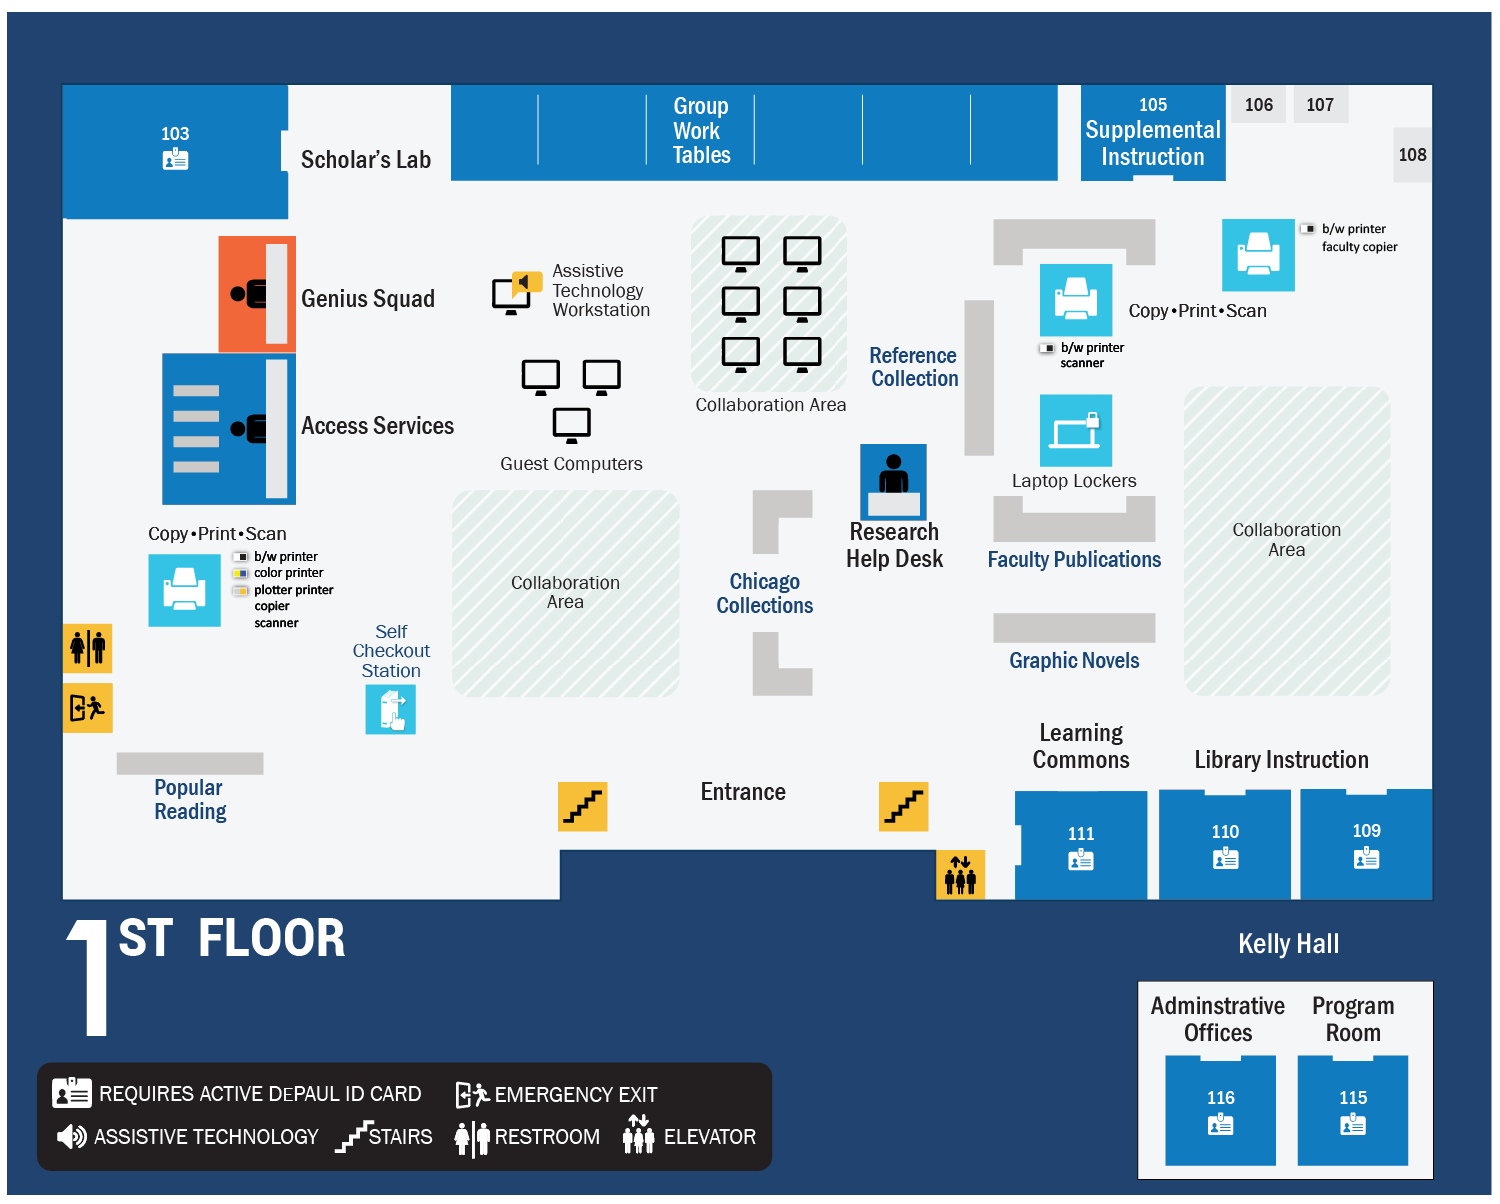 103
Scholar's Lab
Group
Work
Tables
105
Supplemental
Instruction
106
107
108
b/w printer
faculty copier
Genius Squad
Assistive
Technology
Workstation
Copy•Print•Scan
b/w printer
scanner
Reference
Collection
Collaboration Area
Access Services
Guest Computers
Laptop Lockers
Copy•Print•Scan
b/w printer
color printer
plotter printer
copier
scanner
Research
Help Desk
Collaboration
Area
Faculty Publications
Collaboration
Area
Chicago
Collections
Self
Checkout
Station
Graphic Novels
Learning
Commons
Library Instruction
Popular
Reading
Entrance
111
110
109
1ST FLOOR
Kelly Hall
Adminstrative
Offices
Program
Room
116
115
REQUIRES ACTIVE DEPAUL ID CARD
EMERGENCY EXIT
ASSISTIVE TECHNOLOGY
STAIRS
RESTROOM
ELEVATOR